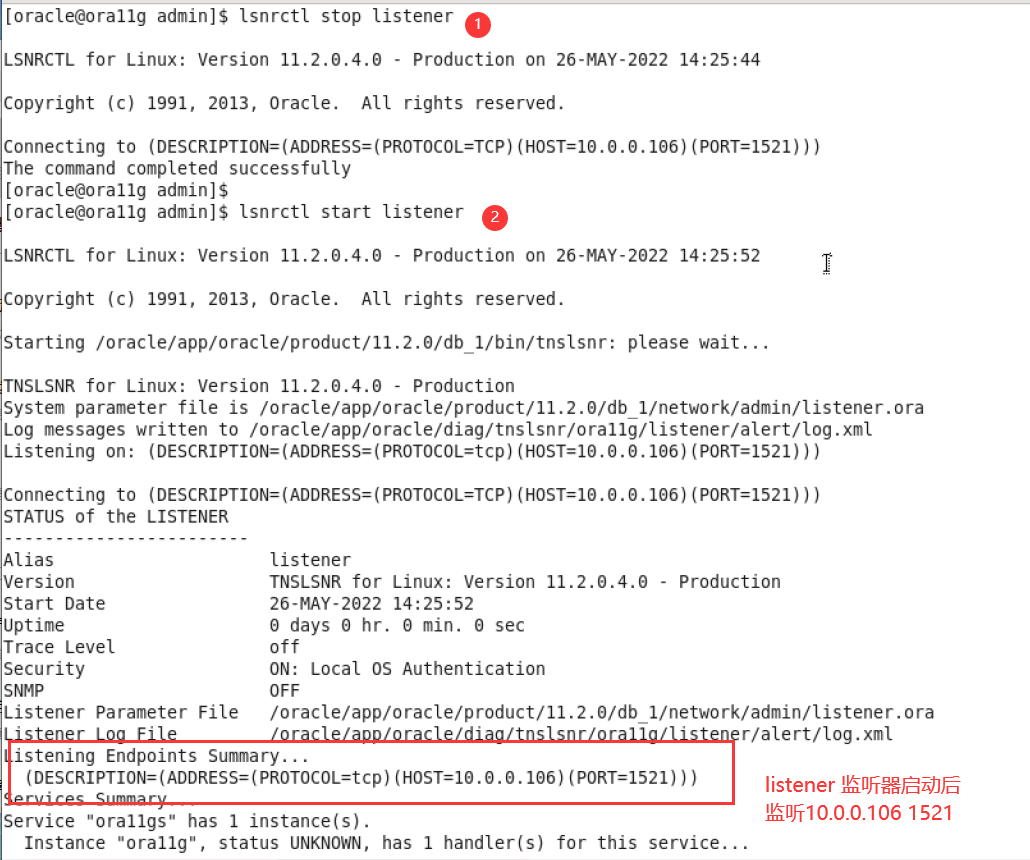 [oracle@ora11g admin]$ lsnrctl stop listener
1
LSNRCTL for Linux: Version 11.2.0.4.0 - Production on 26-MAY-2022 14:25:44
Copyright (c) 1991, 2013, Oracle.  All rights reserved.
Connecting to (DESCRIPTION=(ADDRESS=(PROTOCOL=TCP)(HOST=10.0.0.106)(PORT=1521)))
The command completed successfully
[oracle@ora11g admin]$
[oracle@ora11g admin]$ lsnrctl start listener
2
LSNRCTL for Linux: Version 11.2.0.4.0 - Production on 26-MAY-2022 14:25:52
Copyright (c) 1991, 2013, Oracle.  All rights reserved.
Starting /oracle/app/oracle/product/11.2.0/db_1/bin/tnslsnr: please wait...
TNSLSNR for Linux: Version 11.2.0.4.0 - Production
System parameter file is /oracle/app/oracle/product/11.2.0/db_1/network/admin/listener.ora
Log messages written to /oracle/app/oracle/diag/tnslsnr/ora11g/listener/alert/log.xml
Listening on: (DESCRIPTION=(ADDRESS=(PROTOCOL=tcp)(HOST=10.0.0.106)(PORT=1521)))
Connecting to (DESCRIPTION=(ADDRESS=(PROTOCOL=TCP)(HOST=10.0.0.106)(PORT=1521)))
STATUS of the LISTENER
------------------------
Alias                     listener
Version                   TNSLSNR for Linux: Version 11.2.0.4.0 - Production
Start Date                26-MAY-2022 14:25:52
Uptime                    0 days 0 hr. 0 min. 0 sec
Trace Level               off
Security                  ON: Local OS Authentication
SNMP                      OFF
Listener Parameter File   /oracle/app/oracle/product/11.2.0/db_1/network/admin/listener.ora
Listener Log File         /oracle/app/oracle/diag/tnslsnr/ora11g/listener/alert/log.xml
Listening Endpoints Summary...
  (DESCRIPTION=(ADDRESS=(PROTOCOL=tcp)(HOST=10.0.0.106)(PORT=1521)))
listener 监听器启动后
监听10.0.0.106 1521
Services Summary...
Service "ora11gs" has 1 instance(s).
  Instance "ora11g", status UNKNOWN, has 1 handler(s) for this service...